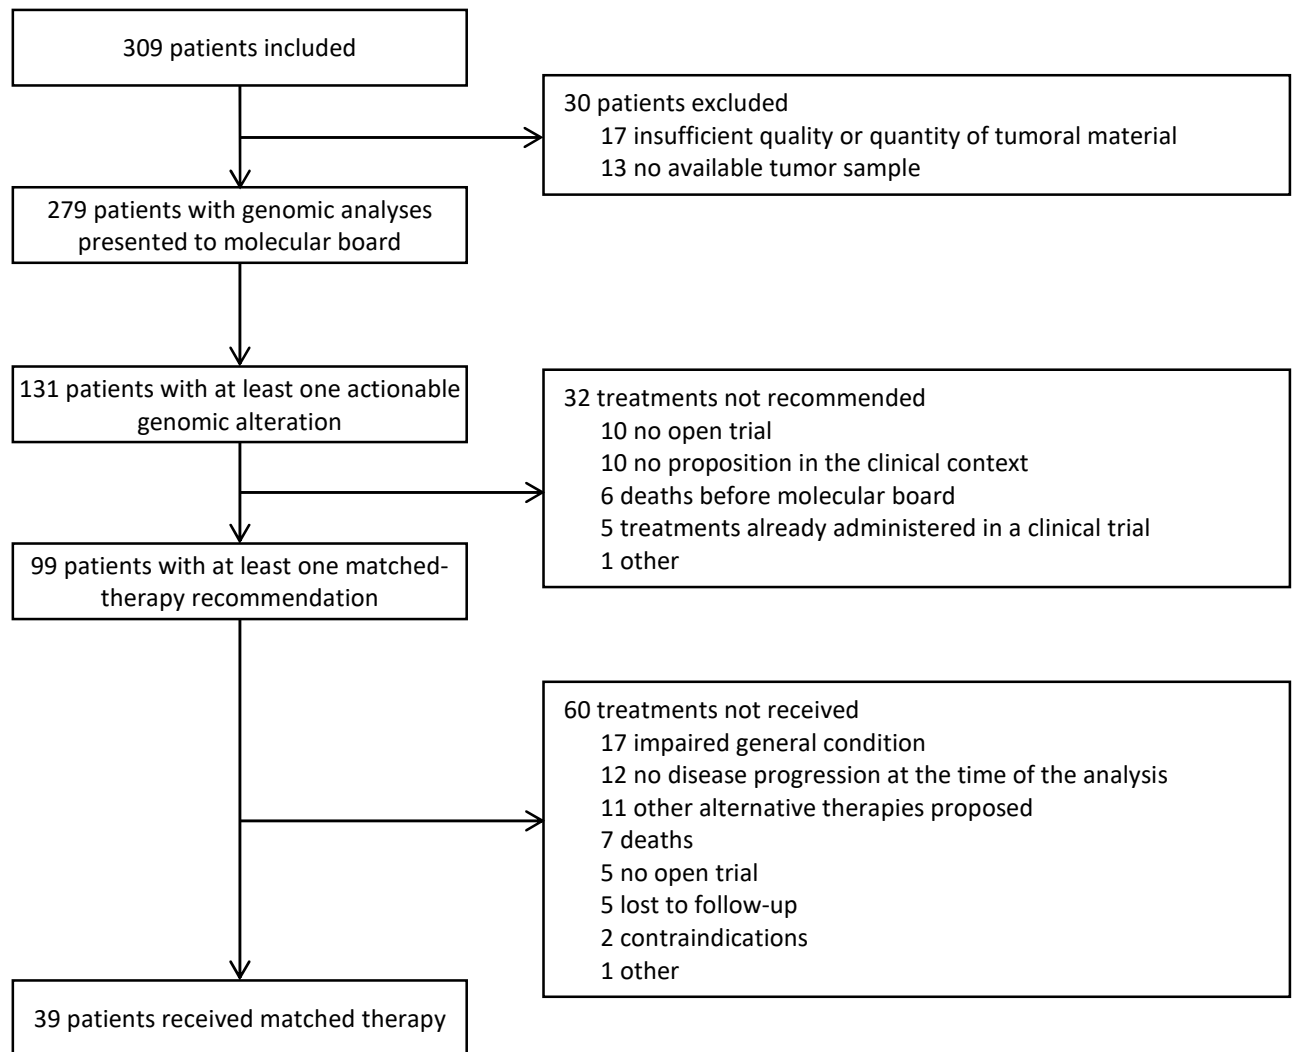 309 patients included
30 patients excluded
17 insufficient quality or quantity of tumoral material
13 no available tumor sample
279 patients with genomic analyses
presented to molecular board
131 patients with at least one actionable
genomic alteration
32 treatments not recommended
10 no open trial
10 no proposition in the clinical context
6 deaths before molecular board
5 treatments already administered in a clinical trial
1 other
99 patients with at least one matched-
therapy recommendation
60 treatments not received
17 impaired general condition
12 no disease progression at the time of the analysis
11 other alternative therapies proposed
7 deaths
5 no open trial
5 lost to follow-up
2 contraindications
1 other
39 patients received matched therapy